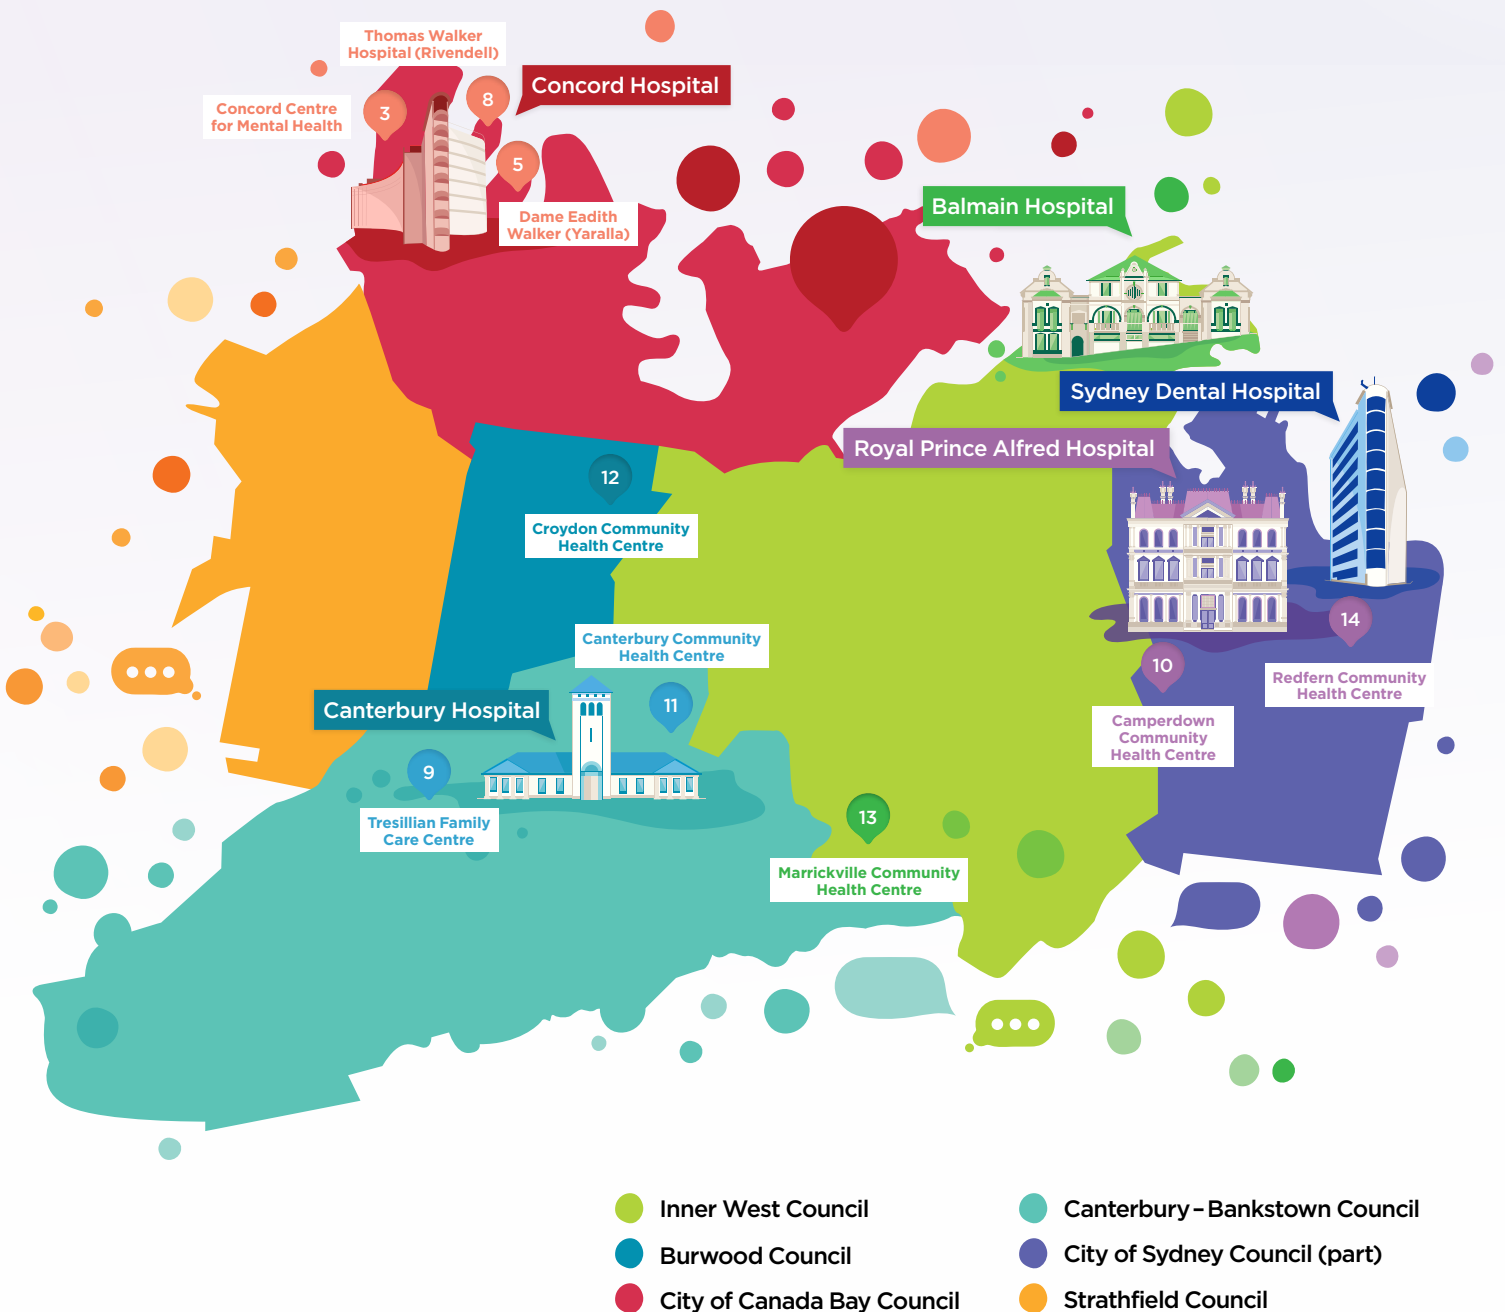 Thomas Walker
Hospital (Rivendell)
Concord Hospital
8
3
Concord Centre
for Mental Health
5
Dame Eadith
Walker (Yaralla)
Balmain Hospital
Sydney Dental Hospital
Royal Prince Alfred Hospital
12
Croydon Community
Health Centre
14
Canterbury Community
Health Centre
10
Redfern Community
Health Centre
Canterbury Hospital
11
Camperdown
Community
Health Centre
9
Tresillian Family
Care Centre
13
Marrickville Community
Health Centre
Inner West Council
Burwood Council
City of Canada Bay Council
Canterbury – Bankstown Council
City of Sydney Council (part)
Strathfield Council